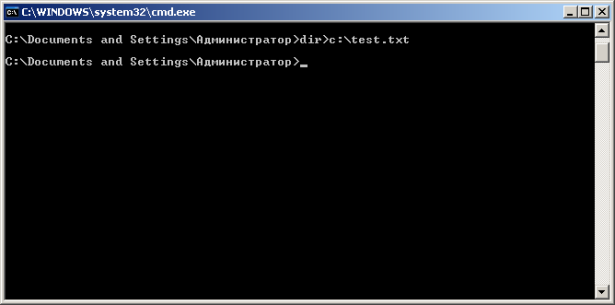 C:\WINDOWS\system32\cmd.exe
C:\Documents and Settings\Администратор>dir>c:\test.txt
C:\Documents and Settings\Администратор>_